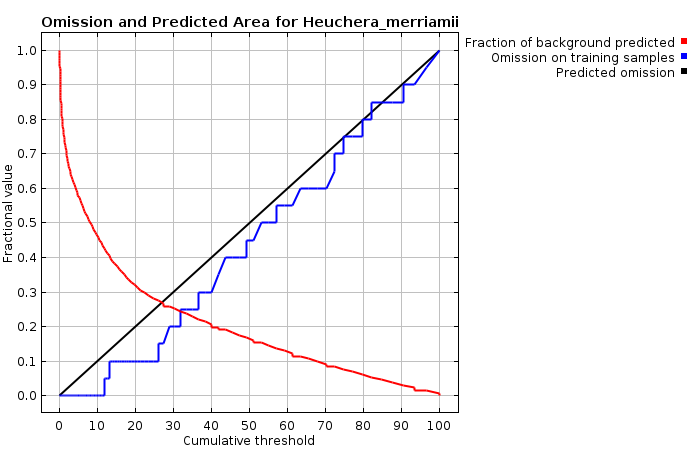 Omission and Predicted Area for Heuchera_merriamii
Fraction of background predicted
Omission on training samples
Predicted omission
Fractional value
1.0
0.9
0.8
0.7
0.6
0.5
0.4
0.3
0.2
0.1
0.0
0 10 20 30 40 50 60 70 80 90 100
Cumulative threshold